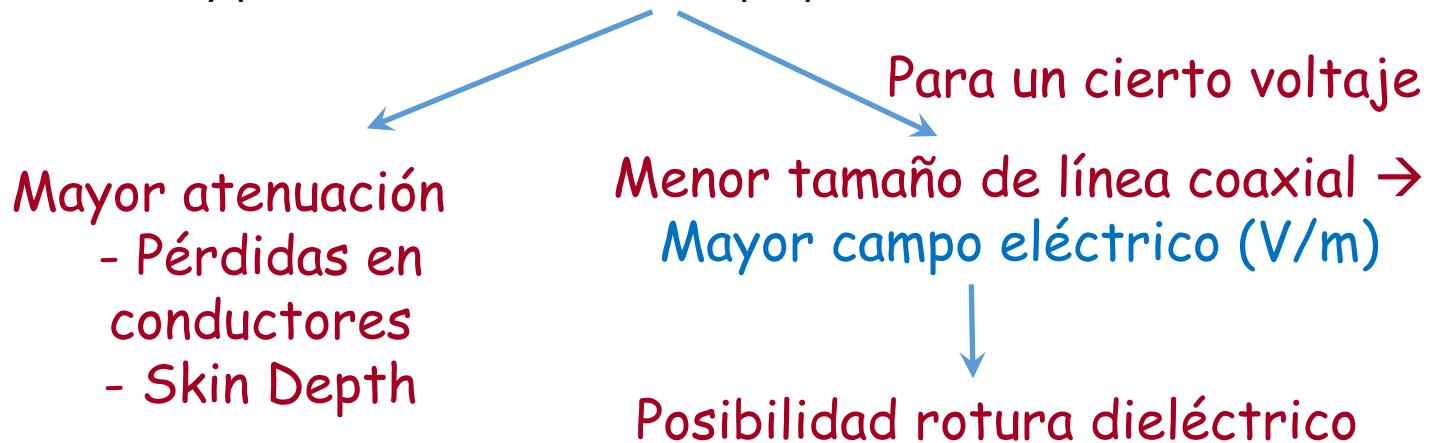 Para un cierto voltaje
Mayor atenuación
- Pérdidas en
conductores
- Skin Depth
Menor tamaño de línea coaxial →
Mayor campo eléctrico (V/m)
Posibilidad rotura dieléctrico